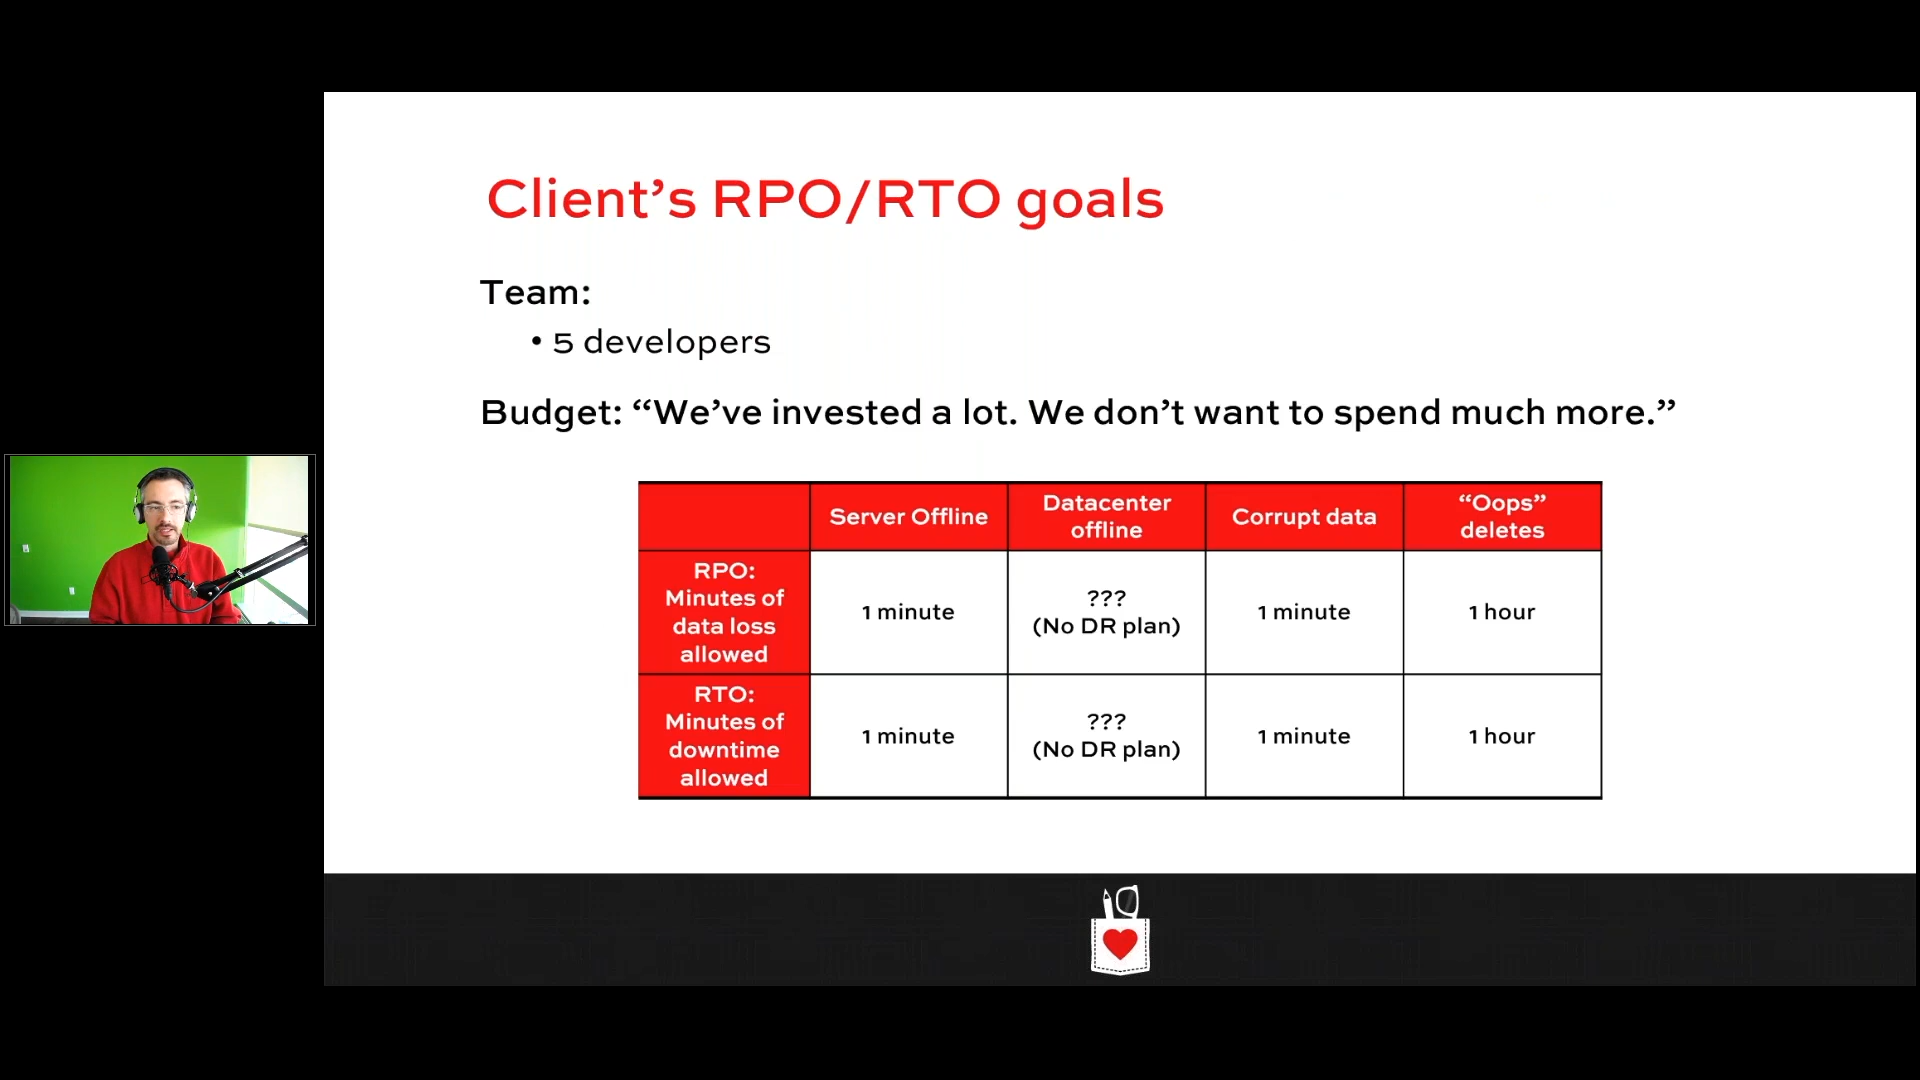 Client’s RPO/RTO goals
Team:
• 5 developers
Budget: “We’ve invested a lot. We don’t want to spend much more.”
Server Offline
Datacenter
offline
Corrupt data
“Oops”
deletes
RPO:
Minutes of
data loss
allowed
1 minute
???
(No DR plan)
1 minute
1 hour
RTO:
Minutes of
downtime
allowed
1 minute
???
(No DR plan)
1 minute
1 hour